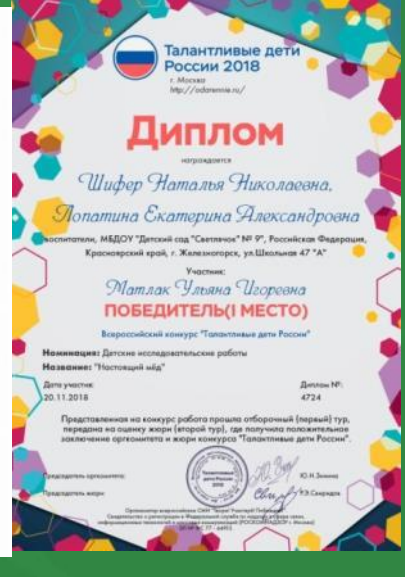 Талантливые дети
России 2018
г. Москва
http://odarennie.ru/
Диплом
награждается
Шифер Наталья Николаевна,
Лопатина Екатерина Александровна
воспитатели, МБДОУ "Детский сад "Светлячок" № 9", Российская Федерация,
Красноярский край, г. Железногорск, ул.Школьная 47 "А"
Участник:
Матлак Ульяна Игоревна
ПОБЕДИТЕЛЬ(I МЕСТО)
Всероссийский конкурс "Талантливые дети России"
Номинация: Детские исследовательские работы
Название: "Настоящий мёд"
Дата участия:
20.11.2018
Диплом №:
4724
Представленная на конкурс работа прошла отборочный (первый) тур,
передана на оценку жюри (второй тур), где получила положительное
заключение оргкомитета и жюри конкурса "Талантливые дети России".
Председатель оргкомитета:
Ю.Н.Зимина
Талантливые
дети России
2018
Председатель жюри